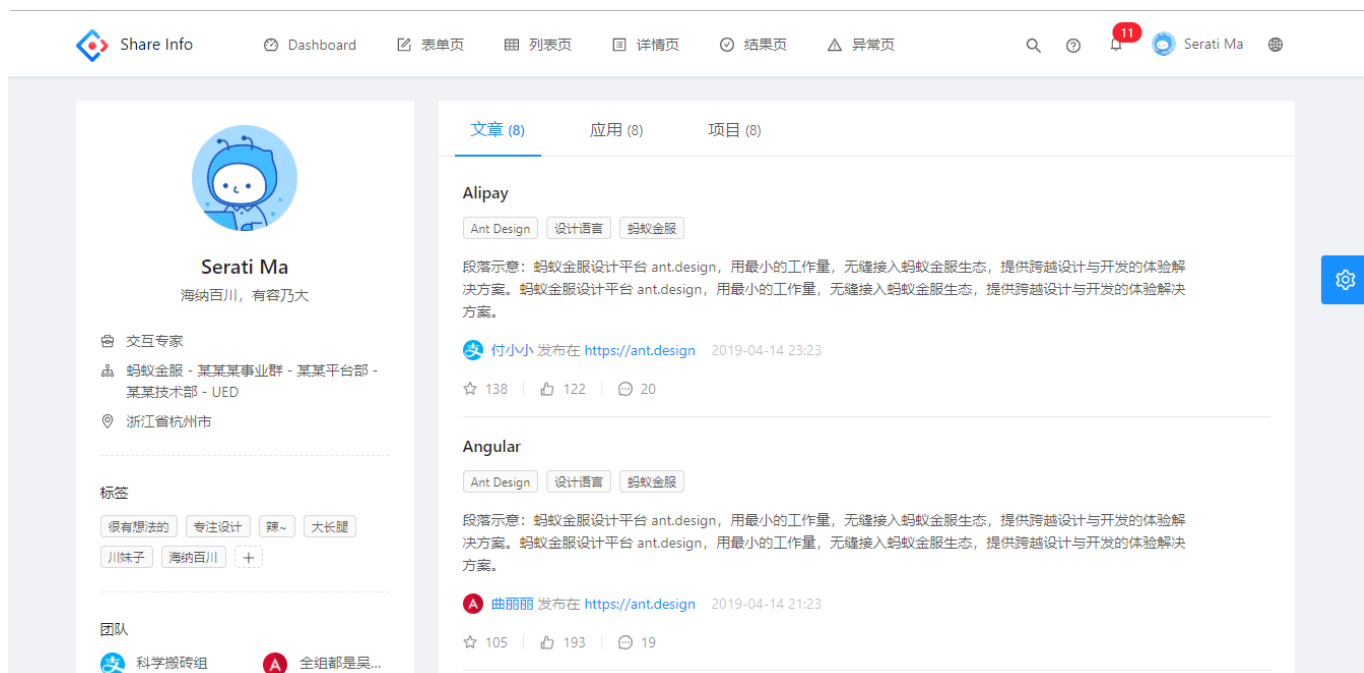 Share Info Dashboard 表单页 列表页 详情页 结果页 异常页 11 Serati Ma
Serati Ma
海纳百川，有容乃大
交互专家
蚂蚁金服 - 某某某事业群 - 某某平台部 -
某某技术部 - UED
浙江省杭州市
标签
很有想法的 专注设计 辣~ 大长腿
川妹子 海纳百川 +
团队
科学搬砖组 全组都是吴...
文章 (8) 应用 (8) 项目 (8)
Alipay
Ant Design 设计语言 蚂蚁金服
段落示意：蚂蚁金服设计平台 ant.design，用最小的工作量，无缝接入蚂蚁金服生态，提供跨越设计与开发的体验解
决方案。蚂蚁金服设计平台 ant.design，用最小的工作量，无缝接入蚂蚁金服生态，提供跨越设计与开发的体验解决
方案。
付小小 发布在 https://ant.design 2019-04-14 23:23
138 122 20
Angular
Ant Design 设计语言 蚂蚁金服
段落示意：蚂蚁金服设计平台 ant.design，用最小的工作量，无缝接入蚂蚁金服生态，提供跨越设计与开发的体验解
决方案。蚂蚁金服设计平台 ant.design，用最小的工作量，无缝接入蚂蚁金服生态，提供跨越设计与开发的体验解决
方案。
曲丽丽 发布在 https://ant.design 2019-04-14 21:23
105 193 19